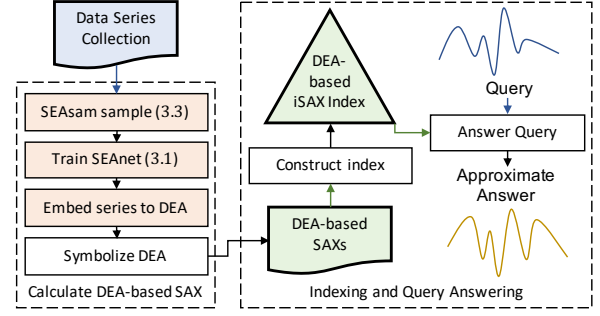 Data Series
Collection
SEAsam sample (3.3)
Train SEAnet (3.1)
Embed series to DEA
Symbolize DEA
Calculate DEA-based SAX
DEA-
based
iSAX Index
Construct index
DEA-based
SAXs
Query
Answer Query
Approximate
Answer
Indexing and Query Answering